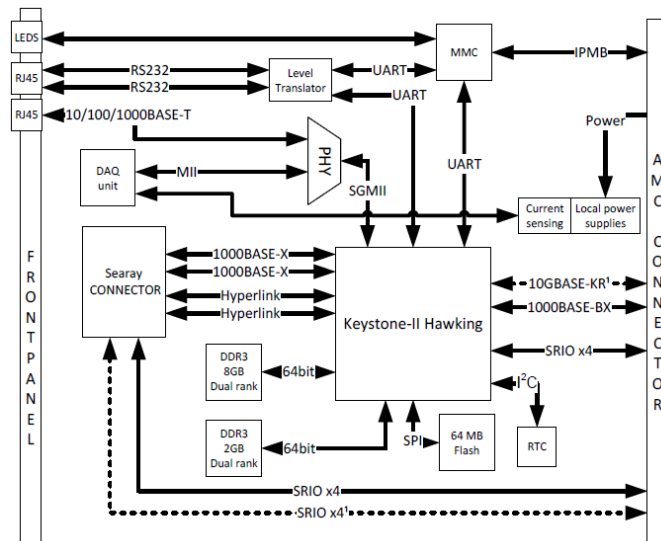 LEDS
RJ45
RJ45
RS232
RS232
10/100/1000BASE-T
Level
Translator
UART
UART
MMC
IPMB
Power
UART
PHY
SGMII
DAQ
unit
MII
Current
sensing
Local power
supplies
FRONTPANEL
AMC CONNECTOR
Searay
CONNECTOR
1000BASE-X
1000BASE-X
Hyperlink
Hyperlink
Keystone-II Hawking
10GBASE-KR¹
1000BASE-BX
SRIO x4
I²C
DDR3
8GB
Dual rank
64bit
DDR3
2GB
Dual rank
64bit
SPI
64 MB
Flash
RTC
SRIO x4
SRIO x4¹